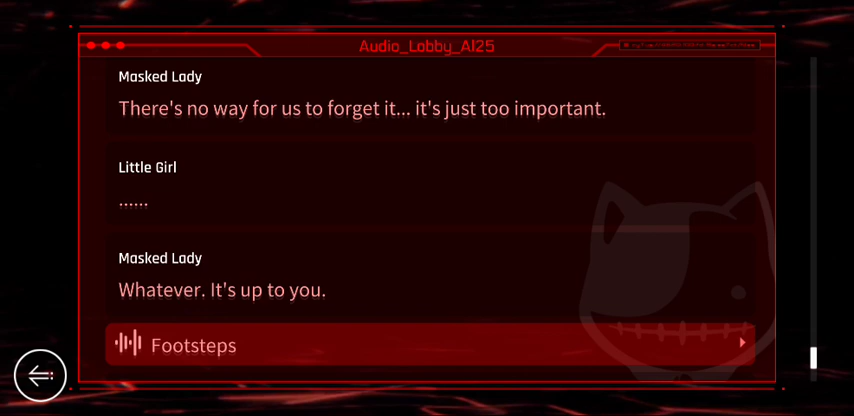 Audio_Lobby_AI25
Masked Lady
There's no way for us to forget it... it's just too important.
Little Girl
......
Masked Lady
Whatever. It's up to you.
Footsteps